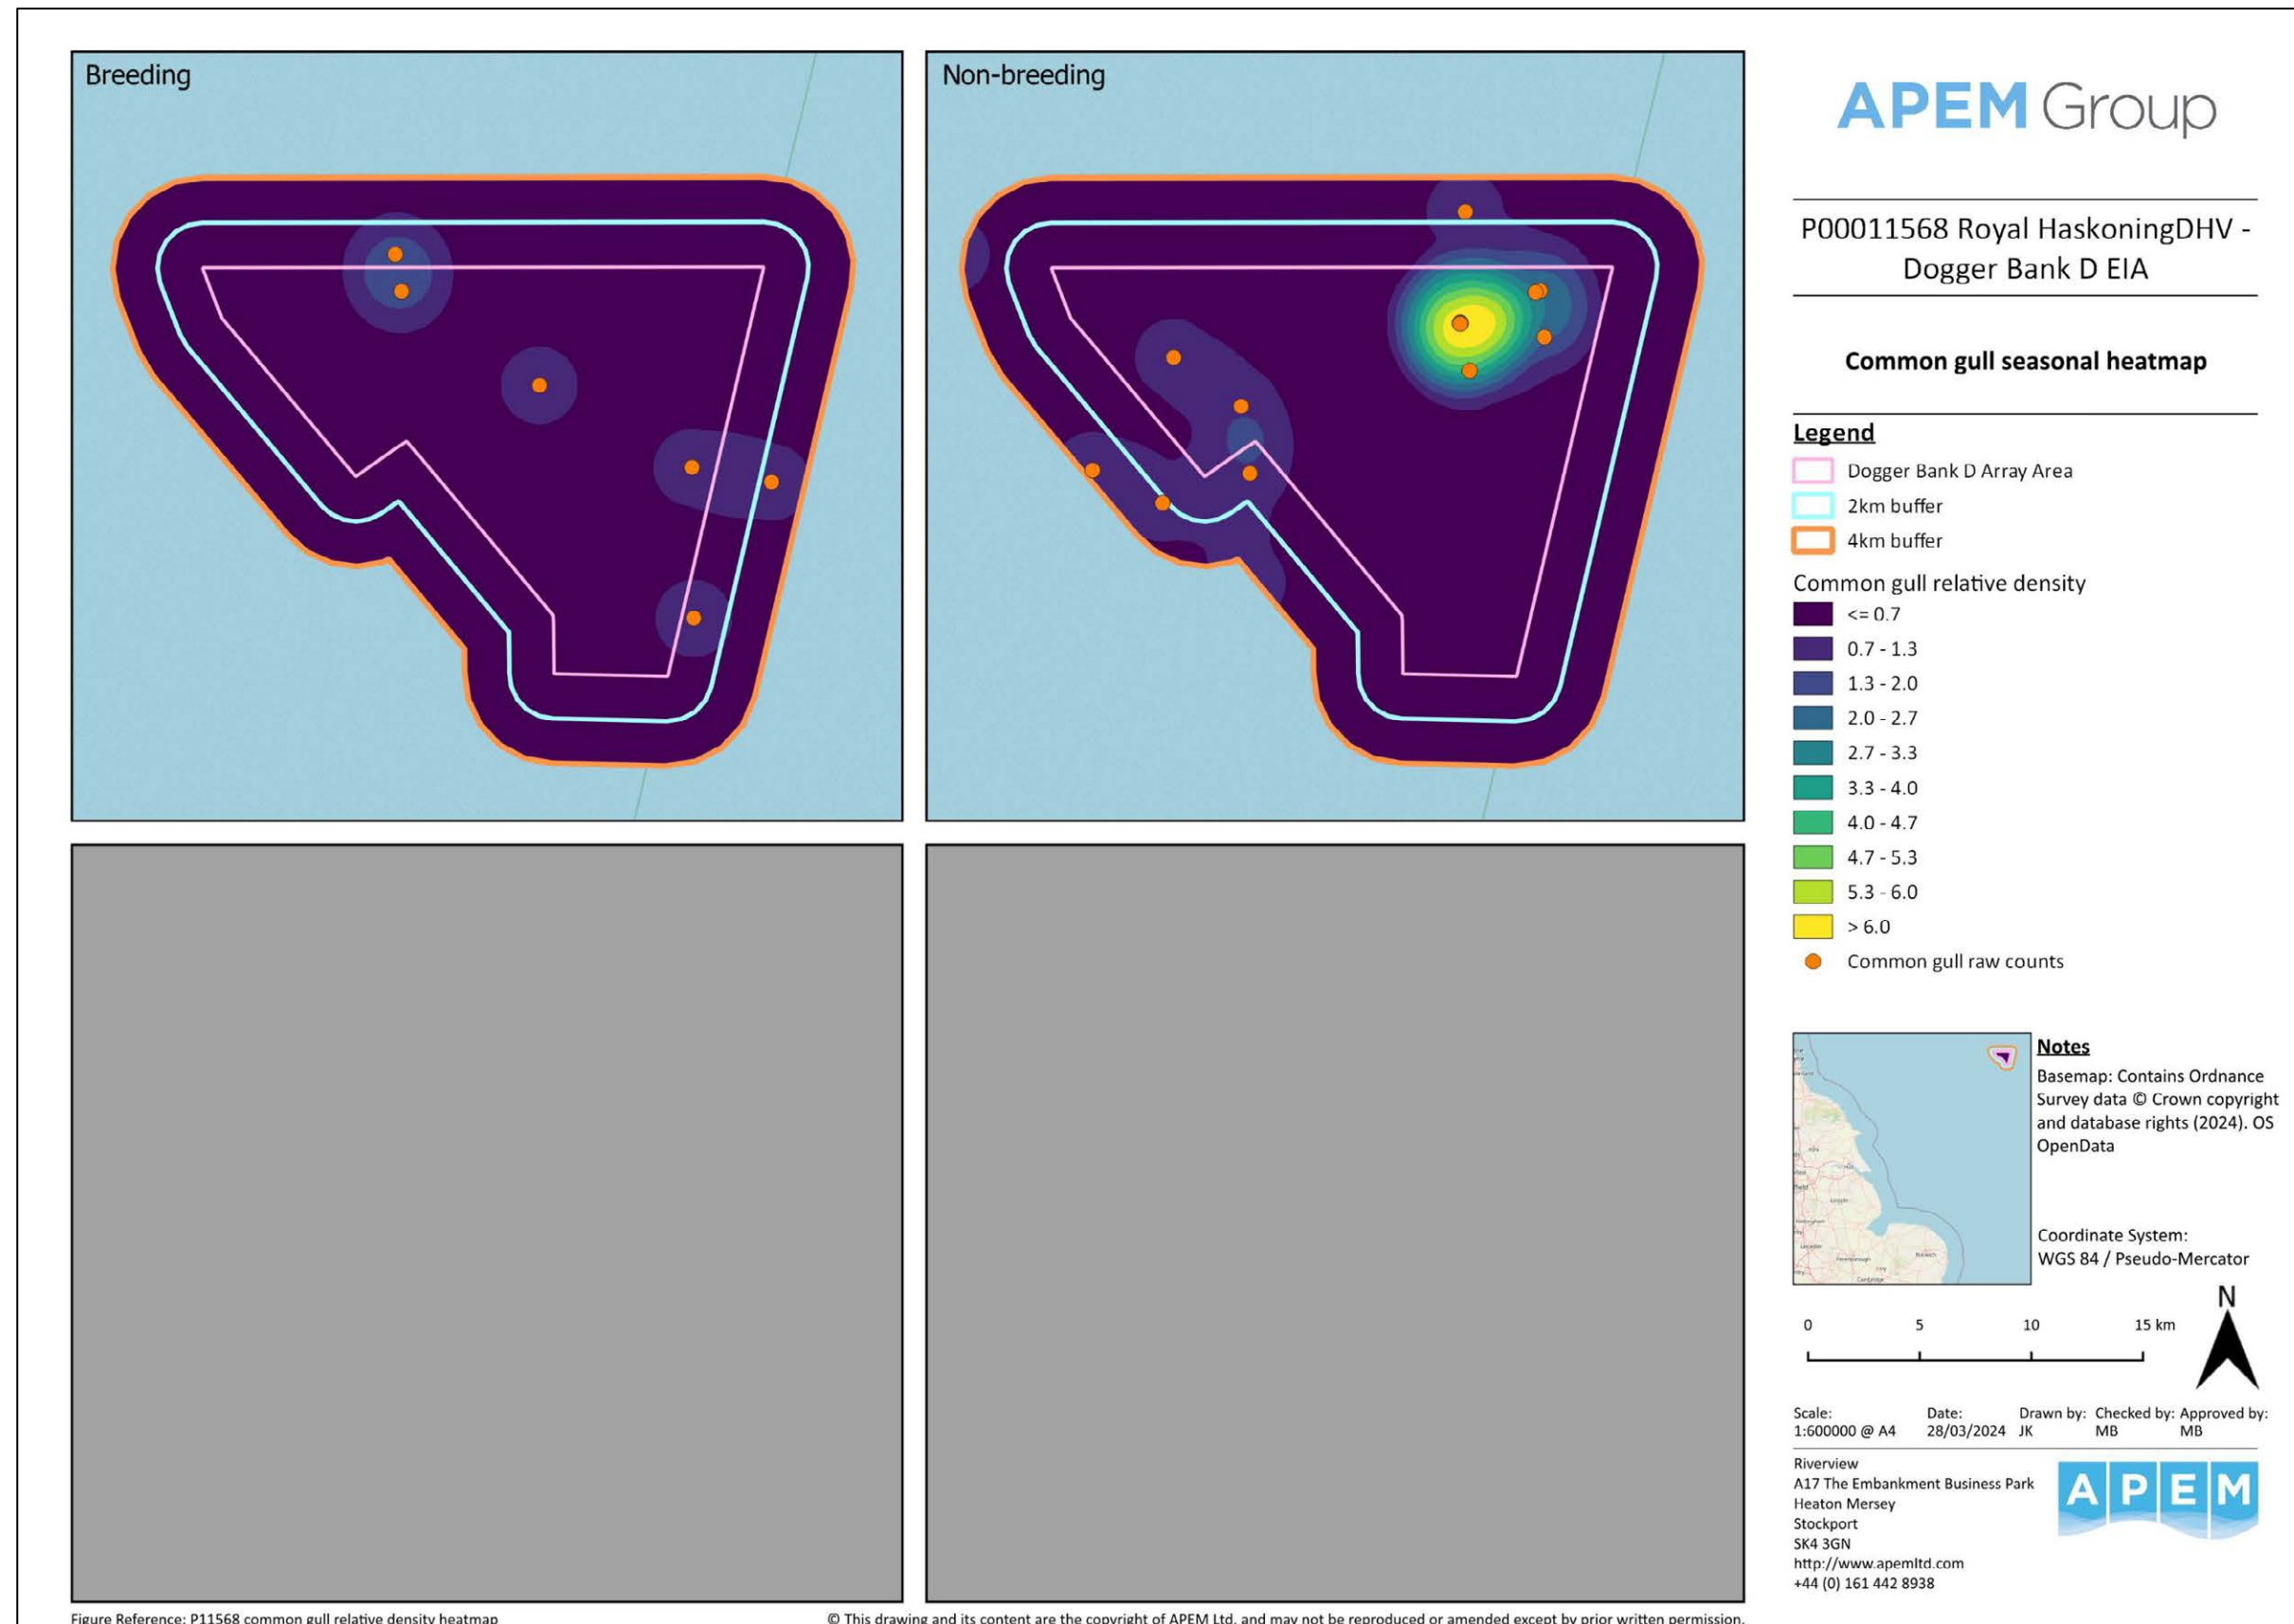 Breeding
Non-breeding
APEM Group
P00011568 Royal HaskoningDHV -
Dogger Bank D EIA
Common gull seasonal heatmap
Legend
Dogger Bank D Array Area
2km buffer
4km buffer
Common gull relative density
<= 0.7
0.7 - 1.3
1.3 - 2.0
2.0 - 2.7
2.7 - 3.3
3.3 - 4.0
4.0 - 4.7
4.7 - 5.3
5.3 - 6.0
> 6.0
Common gull raw counts
Notes
Basemap: Contains Ordnance
Survey data © Crown copyright
and database rights (2024). OS
OpenData
Coordinate System:
WGS 84 / Pseudo-Mercator
N
0 5 10 15 km
Scale: Date: Drawn by: Checked by: Approved by:
1:600000 @ A4 28/03/2024 JK MB MB
Riverview
A17 The Embankment Business Park
Heaton Mersey
Stockport
SK4 3GN
http://www.apemltd.com
+44 (0) 161 442 8938
APEM
Figure Reference: P11568 common gull relative density heatmap
© This drawing and its content are the copyright of APEM Ltd. and may not be reproduced or amended except by prior written permission.